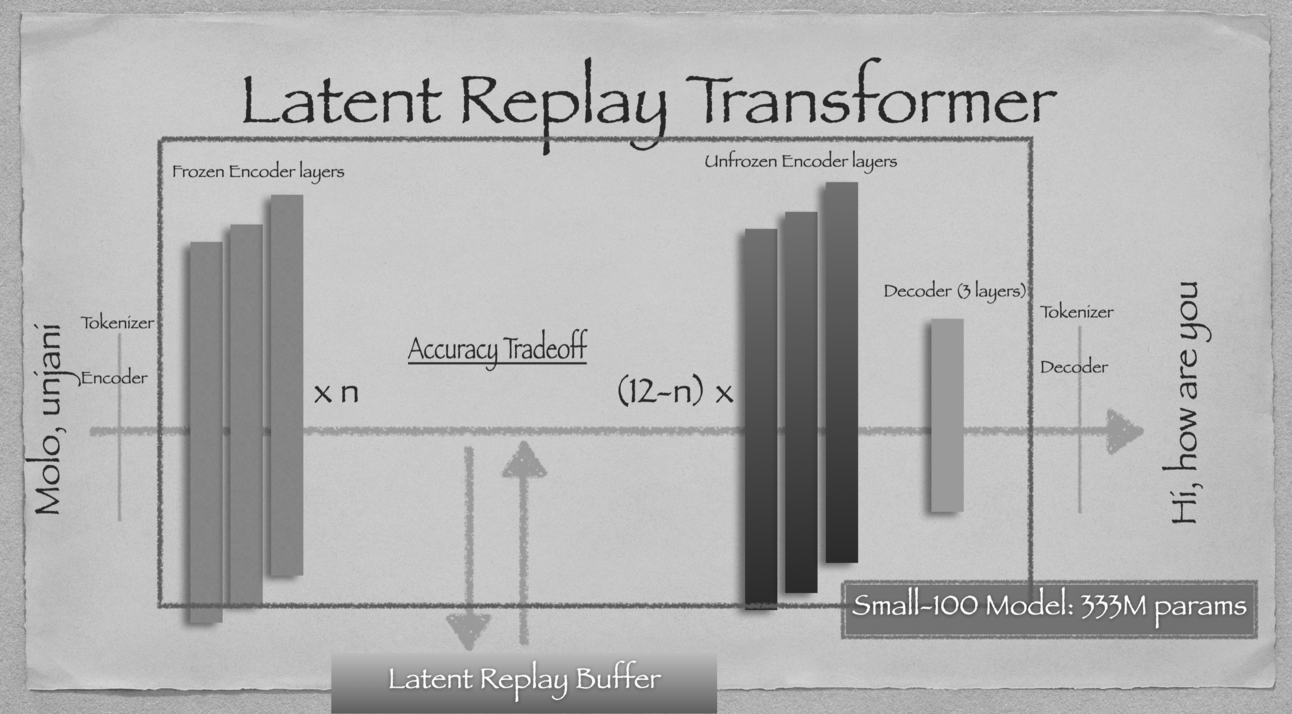 Latent Replay Transformer
Frozen Encoder layers
Unfrozen Encoder layers
Decoder (3 layers)
Tokenizer
Encoder
Molo, unjani
x n
Accuracy Tradeoff
(12-n) x
Tokenizer
Decoder
Hi, how are you
Small-100 Model: 333M params
Latent Replay Buffer